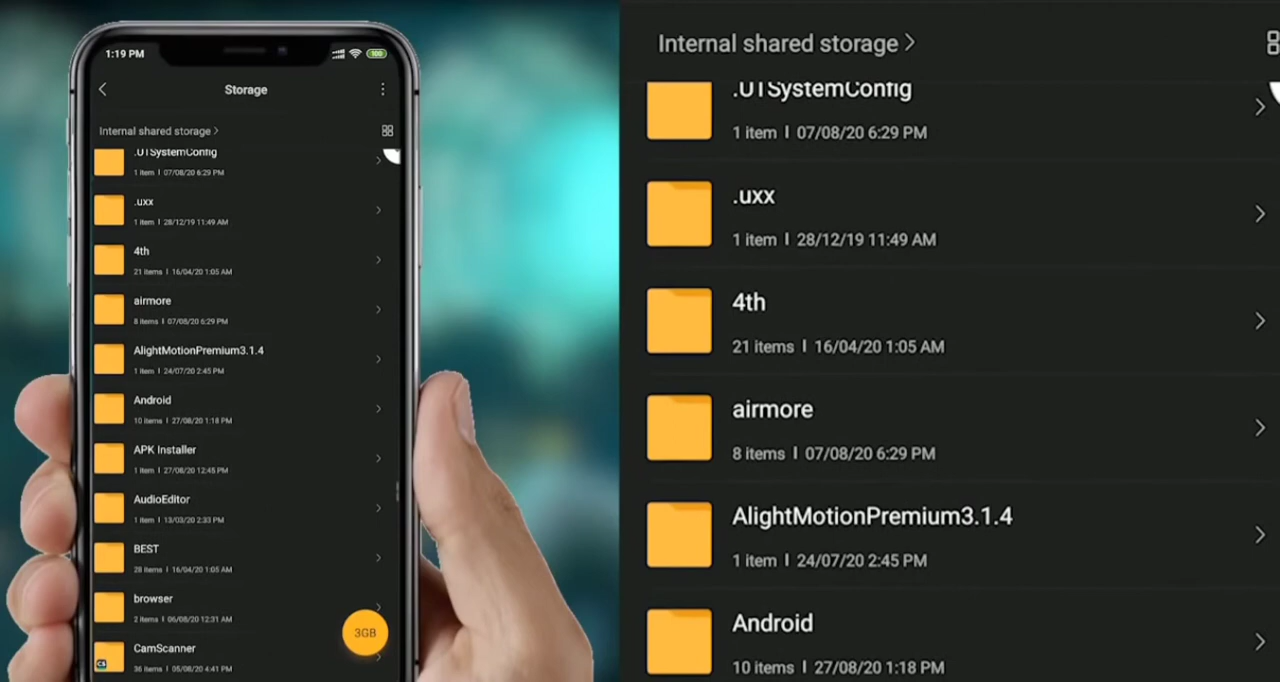 1:19 PM
100
Storage
Internal shared storage >
.UTSystemConfig
1 item | 07/08/20 6:29 PM
.uxx
1 item | 28/12/19 11:49 AM
4th
21 items | 16/04/20 1:05 AM
airmore
8 items | 07/08/20 6:29 PM
AlightMotionPremium3.1.4
1 item | 24/07/20 2:45 PM
Android
10 items | 27/08/20 1:18 PM
APK Installer
1 item | 27/08/20 12:45 PM
AudioEditor
1 item | 13/03/20 2:33 PM
BEST
28 items | 16/04/20 1:05 AM
browser
2 items | 06/08/20 12:31 AM
3GB
CamScanner
CS
36 items | 05/08/20 4:41 PM
Internal shared storage >
.UTSystemConfig
1 item | 07/08/20 6:29 PM
.uxx
1 item | 28/12/19 11:49 AM
4th
21 items | 16/04/20 1:05 AM
airmore
8 items | 07/08/20 6:29 PM
AlightMotionPremium3.1.4
1 item | 24/07/20 2:45 PM
Android
10 items | 27/08/20 1:18 PM